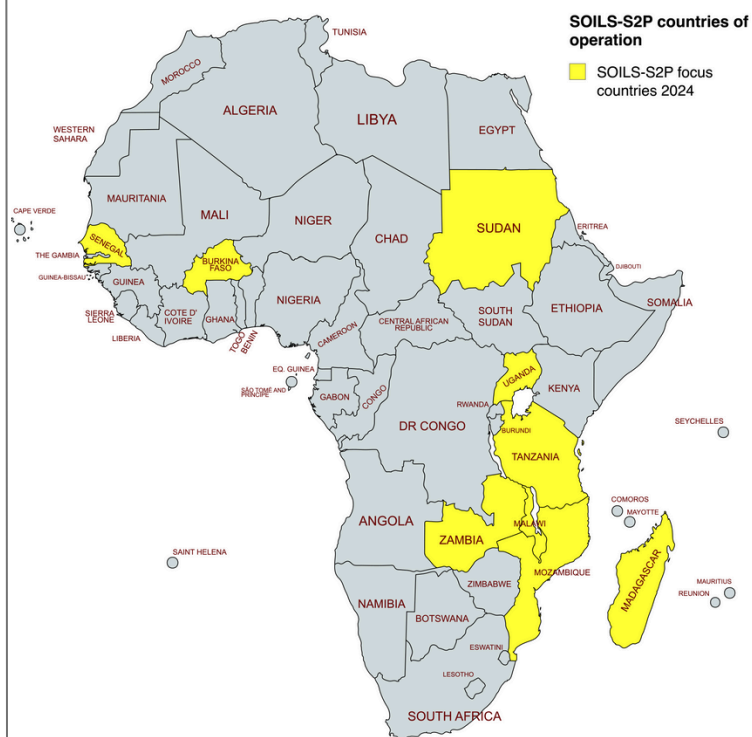 SOILS-S2P countries of
operation
SOILS-S2P focus
countries 2024
TUNISIA
MOROCCO
ALGERIA
LIBYA
EGYPT
WESTERN
SAHARA
MAURITANIA
MALI
NIGER
CHAD
SUDAN
ERITREA
CAPE VERDE
SENEGAL
THE GAMBIA
GUINEA-BISSAU
GUINEA
BURKINA
FASO
DJIBOUTI
NIGERIA
SOUTH
SUDAN
ETHIOPIA
SOMALIA
SIERRA
LEONE
LIBERIA
COTE D'
IVOIRE
GHANA
TOGO
BENIN
CAMEROON
CENTRAL AFRICAN
REPUBLIC
EQ. GUINEA
SÃO TOMÉ AND
PRINCIPE
GABON
CONGO
DR CONGO
UGANDA
KENYA
RWANDA
BURUNDI
TANZANIA
SEYCHELLES
COMOROS
MAYOTTE
ANGOLA
ZAMBIA
MALAWI
MOZAMBIQUE
MADAGASCAR
MAURITIUS
REUNION
SAINT HELENA
NAMIBIA
ZIMBABWE
BOTSWANA
ESWATINI
LESOTHO
SOUTH AFRICA